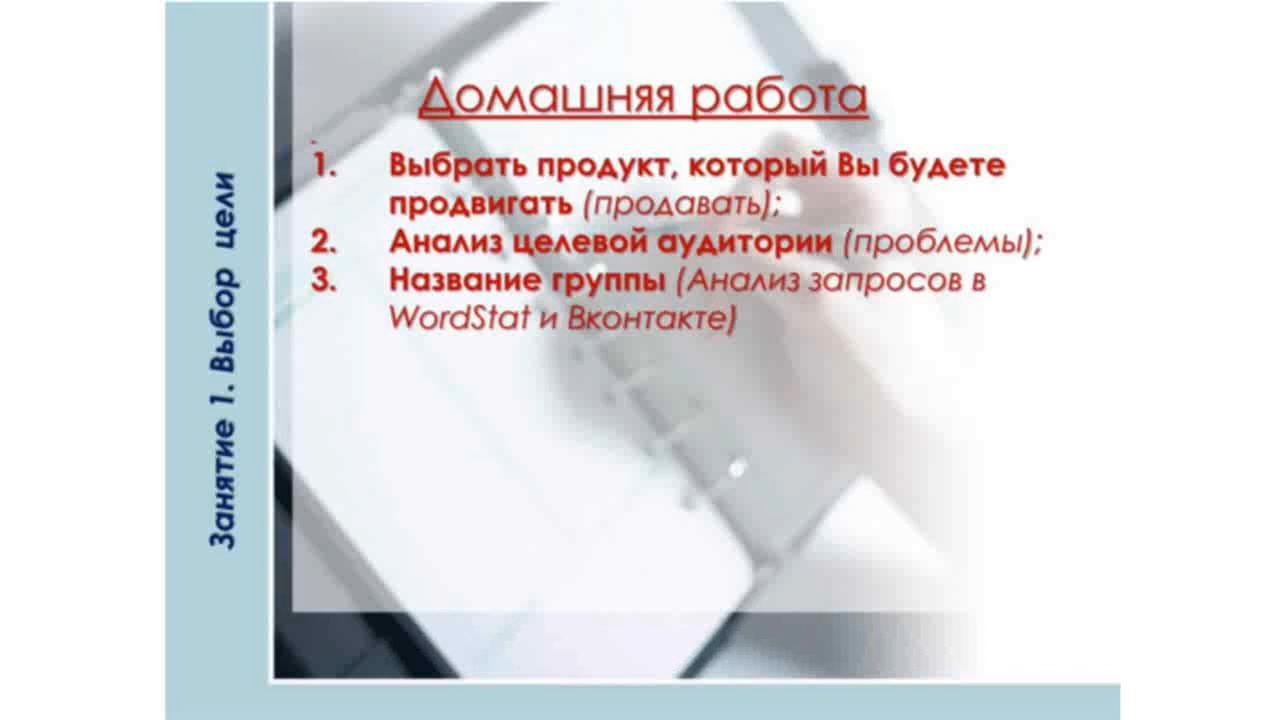 Занятие 1. Выбор цели
Домашняя работа
1. Выбрать продукт, который Вы будете
продвигать (продавать);
2. Анализ целевой аудитории (проблемы);
3. Название группы (Анализ запросов в
WordStat и Вконтакте)